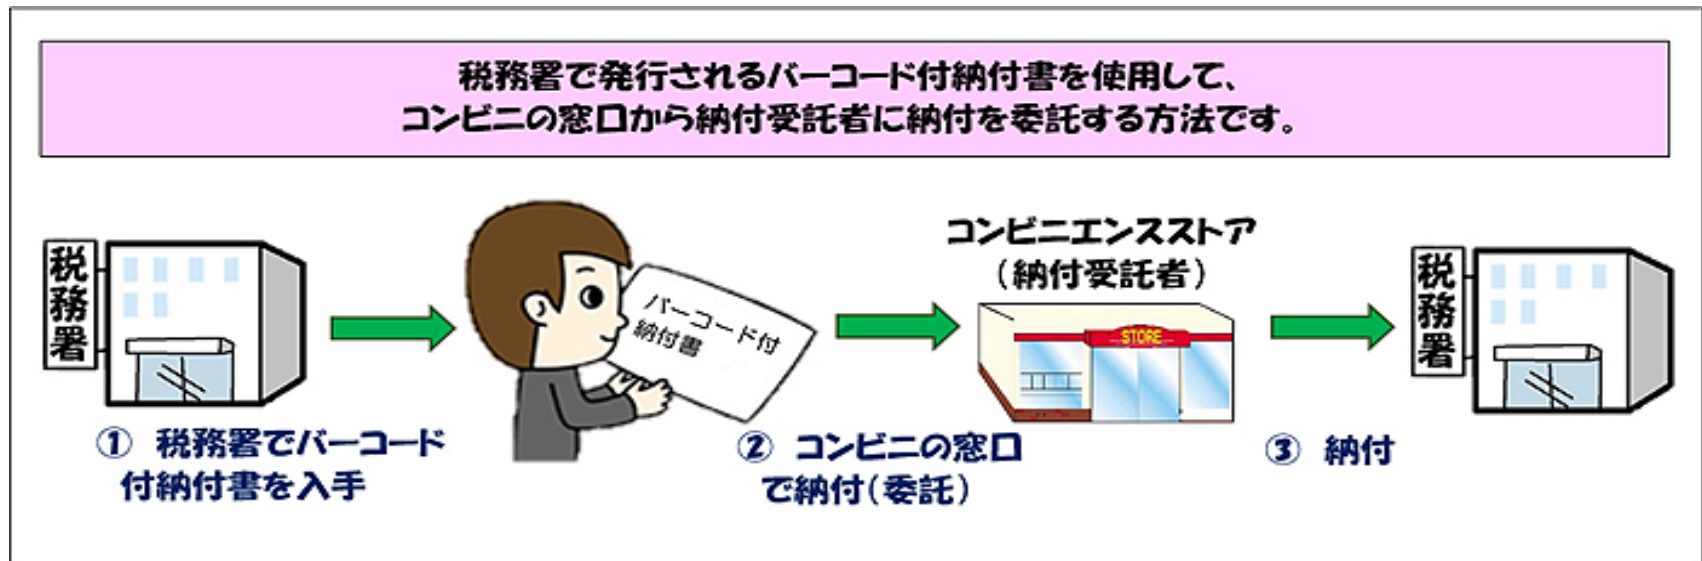 税務署で発行されるバーコード付納付書を使用して、
コンビニの窓口から納付受託者に納付を委託する方法です。
税務署
バーコード付
納付書
コンビニエンスストア
(納付受託者)
STORE
税務署
① 税務署でバーコード
付納付書を入手
② コンビニの窓口
で納付(委託)
③ 納付